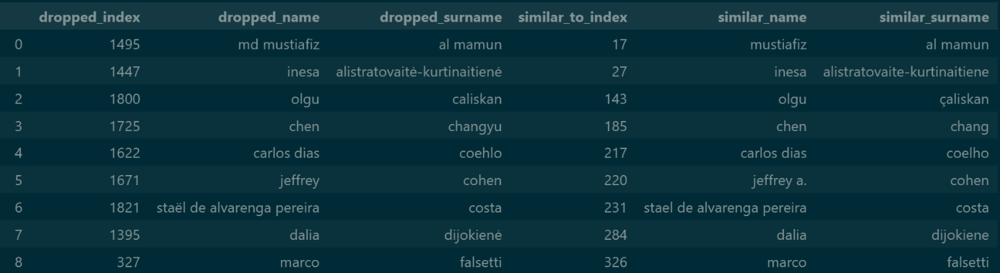 dropped_index dropped_name dropped_surname similar_to_index similar_name similar_surname
0 1495 md mustiafiz al mamun 17 mustiafiz al mamun
1 1447 inesa alistratovaitė-kurtinaitienė 27 inesa alistratovaite-kurtinaitiene
2 1800 olgu caliskan 143 olgu çaliskan
3 1725 chen changyu 185 chen chang
4 1622 carlos dias coehlo 217 carlos dias coelho
5 1671 jeffrey cohen 220 jeffrey a. cohen
6 1821 staël de alvarenga pereira costa 231 stael de alvarenga pereira costa
7 1395 dalia dijokienė 284 dalia dijokiene
8 327 marco falsetti 326 marco falsetti